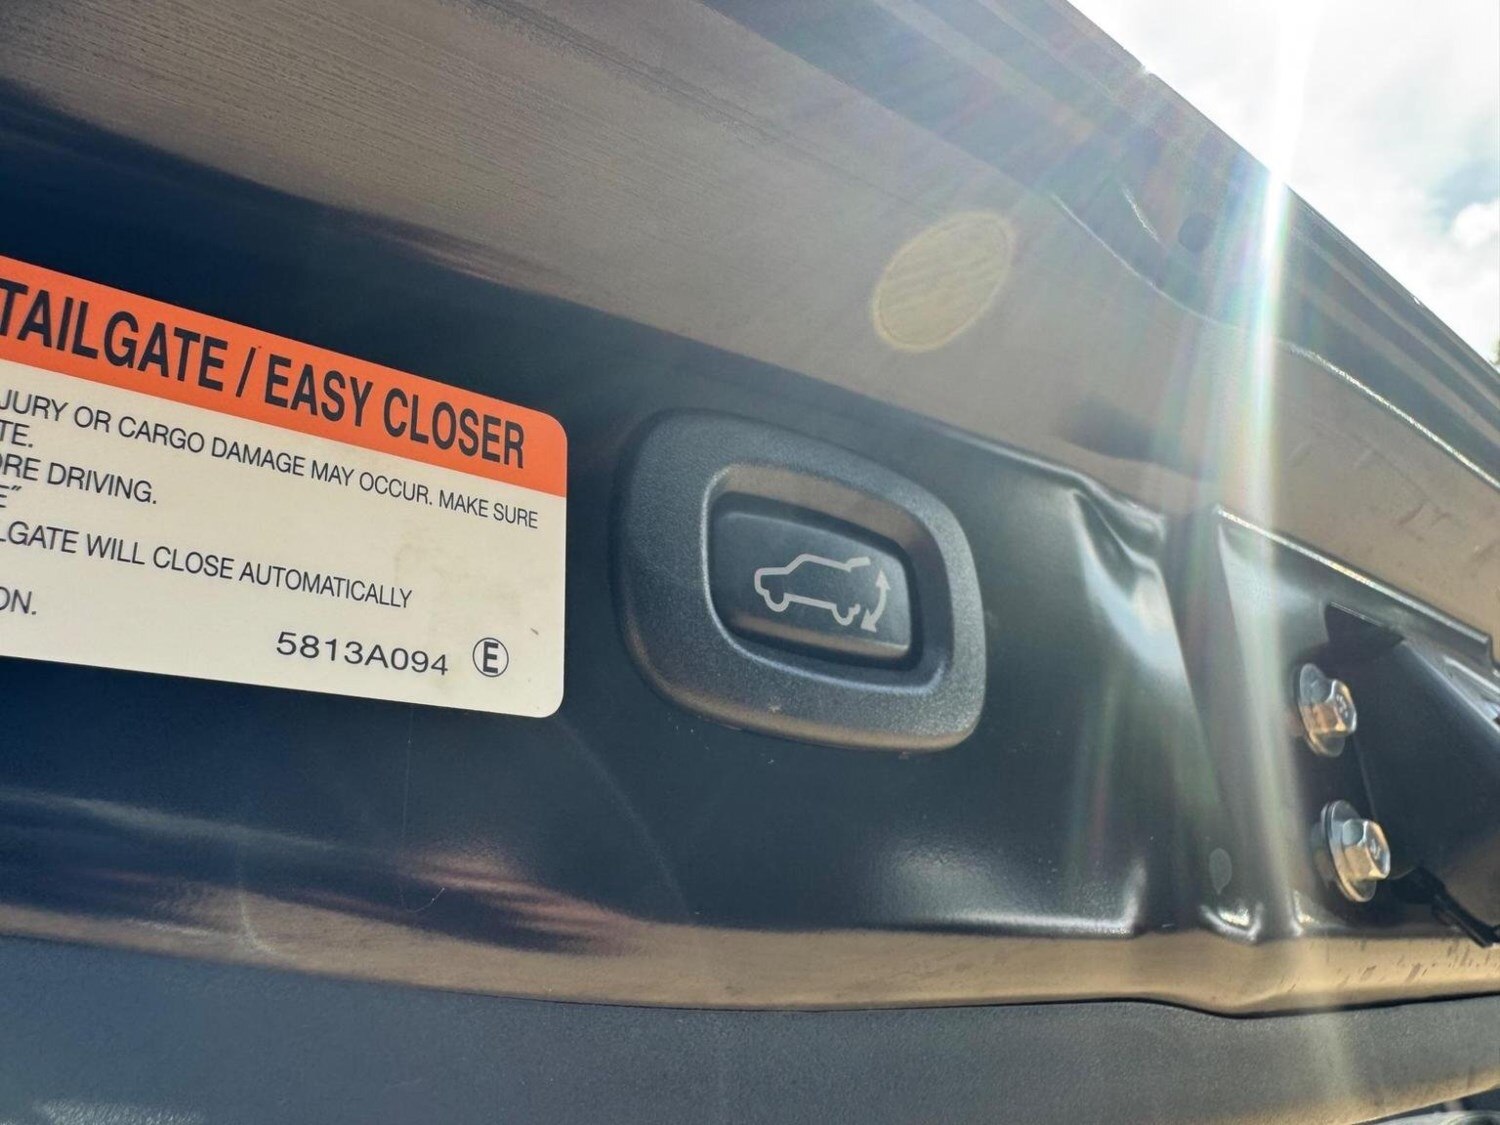 TAILGATE / EASY CLOSER
JURY OR CARGO DAMAGE MAY OCCUR. MAKE SURE
TE.
ORE DRIVING.
E"
LGATE WILL CLOSE AUTOMATICALLY
ON.
5813A094 E